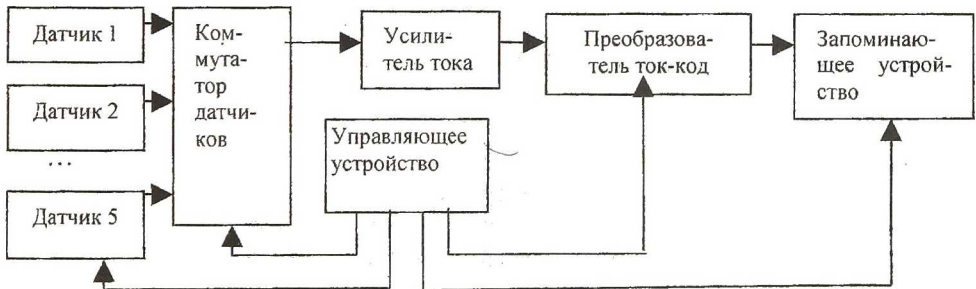 Датчик 1
Датчик 2
...
Датчик 5
Ком-
мута-
тор
датчи-
ков
Усили-
тель тока
Преобразова-
тель ток-код
Запоминаю-
щее устрой-
ство
Управляющее
устройство